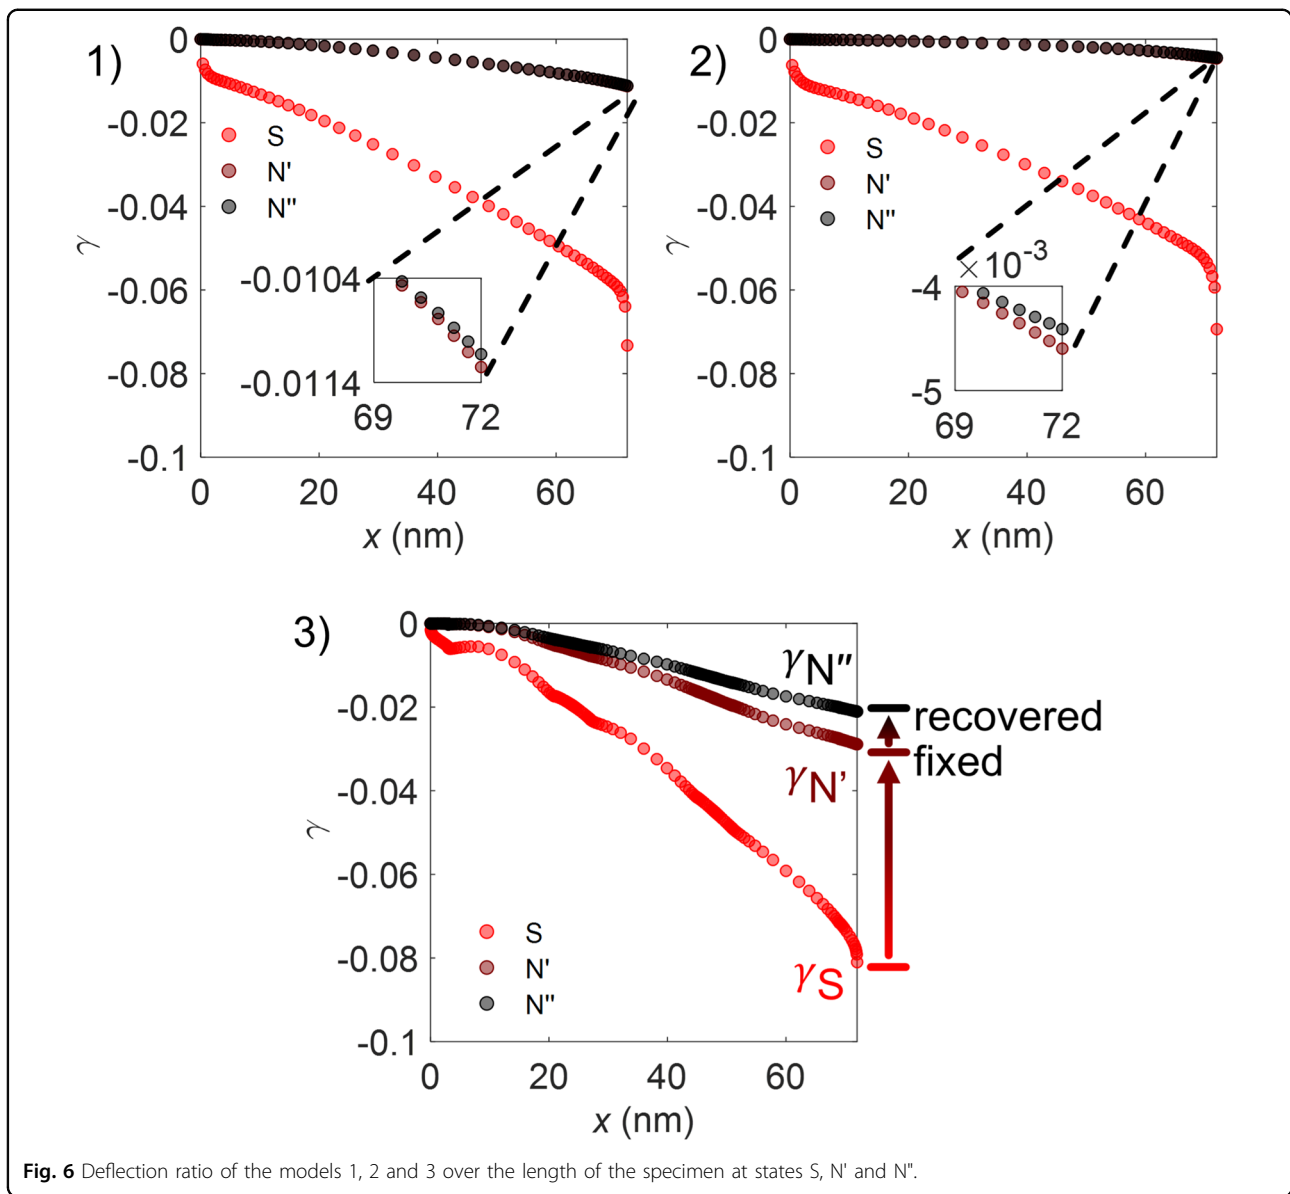 1)
0
-0.02
-0.04
-0.06
-0.08
-0.1
γ
S
N'
N"
-0.0104
-0.0114
69
72
0
20
40
60
x (nm)
2)
0
-0.02
-0.04
-0.06
-0.08
-0.1
γ
S
N'
N"
×10⁻³
-4
-5
69
72
0
20
40
60
x (nm)
3)
0
-0.02
-0.04
-0.06
-0.08
-0.1
γ
S
N'
N"
γN"
γN'
γS
recovered
fixed
0
20
40
60
x (nm)
Fig. 6 Deflection ratio of the models 1, 2 and 3 over the length of the specimen at states S, N' and N".